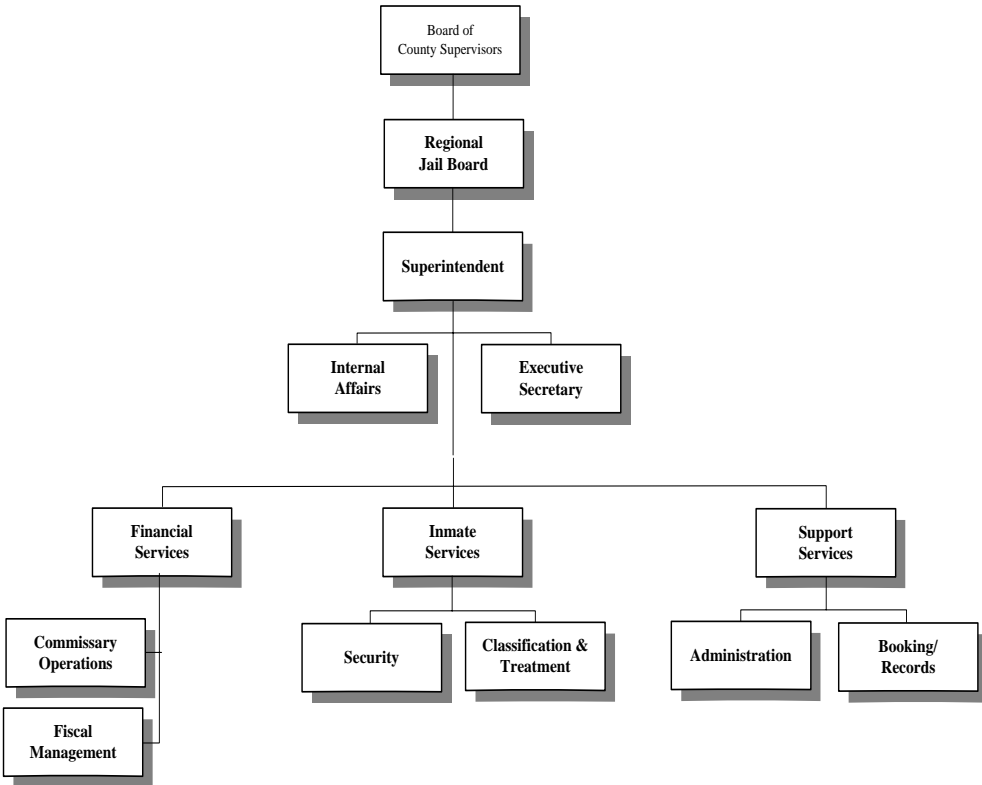 Board of
County Supervisors
Regional
Jail Board
Superintendent
Internal
Affairs
Executive
Secretary
Financial
Services
Inmate
Services
Support
Services
Commissary
Operations
Security
Classification &
Treatment
Administration
Booking/
Records
Fiscal
Management